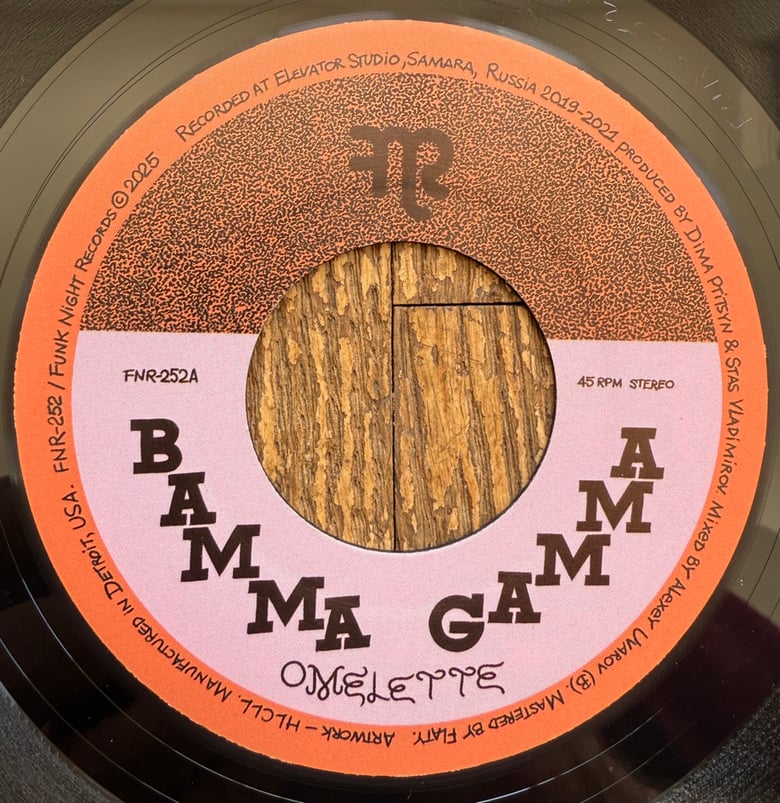 FNR-252 / Funk Night Records © 2025 Recorded at Elevator Studio, Samara, Russia 2019-2021 produced by Dima Ptitsyn & Stas Vladimirov. Mixed by Alexey Uvarov (B). Mastered by Flaty. Artwork – HLCLL. Manufactured in Detroit, USA.
FNR
FNR-252A
45 RPM STEREO
BAMMA GAMMA
OMELETTE